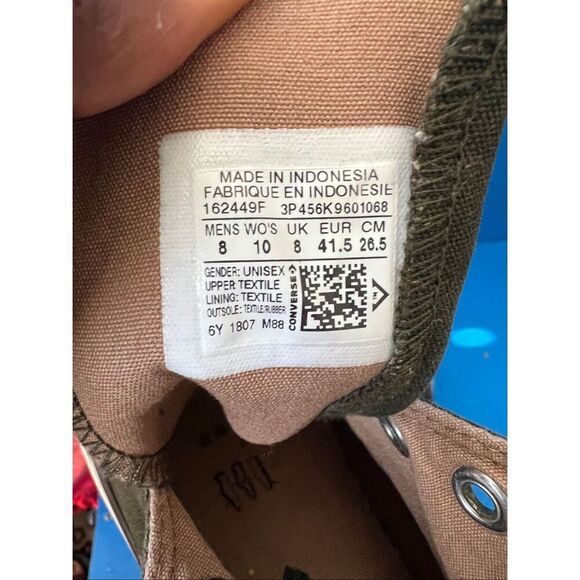 MADE IN INDONESIA
FABRIQUE EN INDONESIE
162449F 3P456K9601068
MENS WO'S UK EUR CM
8 10 8 41.5 26.5
GENDER: UNISEX
UPPER TEXTILE
LINING: TEXTILE
OUTSOLE: TEXTILE/RUBBER
6Y 1807 M88
CONVERSE